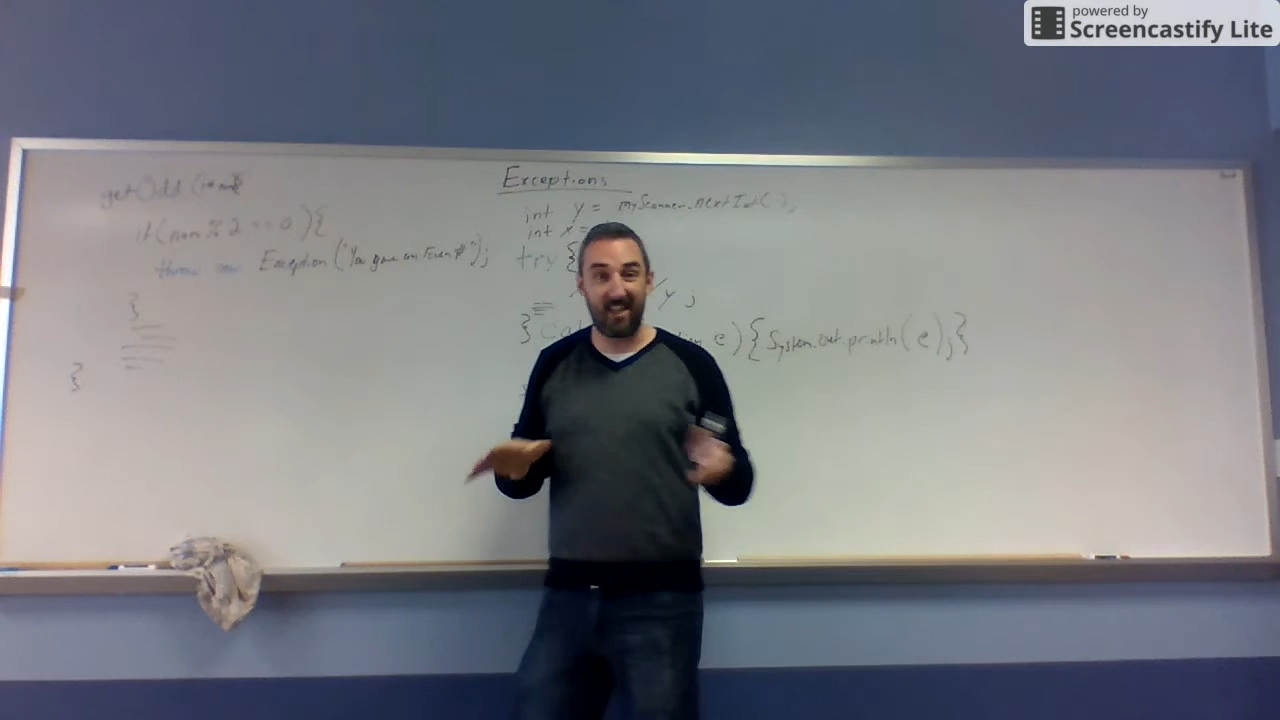 powered by
Screencastify Lite
Exceptions
int y = myScanner.nextInt();
int x =
try {
/y ;
} cat e) { System.out.println(e); }
getOdd (
if (num % 2 == 0) {
throw new Exception ("You gave an Even #");
}
}